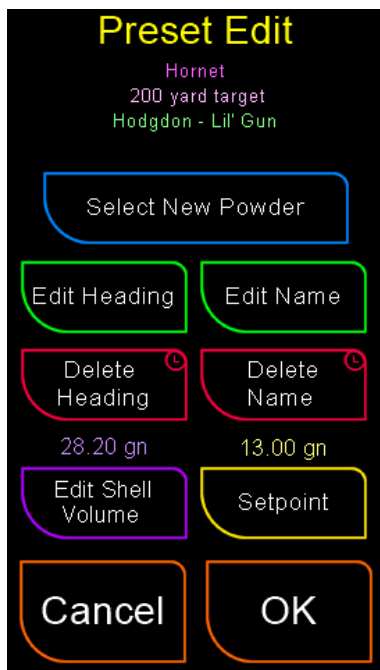 Preset Edit
Hornet
200 yard target
Hodgdon - Lil' Gun
Select New Powder
Edit Heading
Edit Name
Delete
Heading
Delete
Name
28.20 gn
13.00 gn
Edit Shell
Volume
Setpoint
Cancel
OK